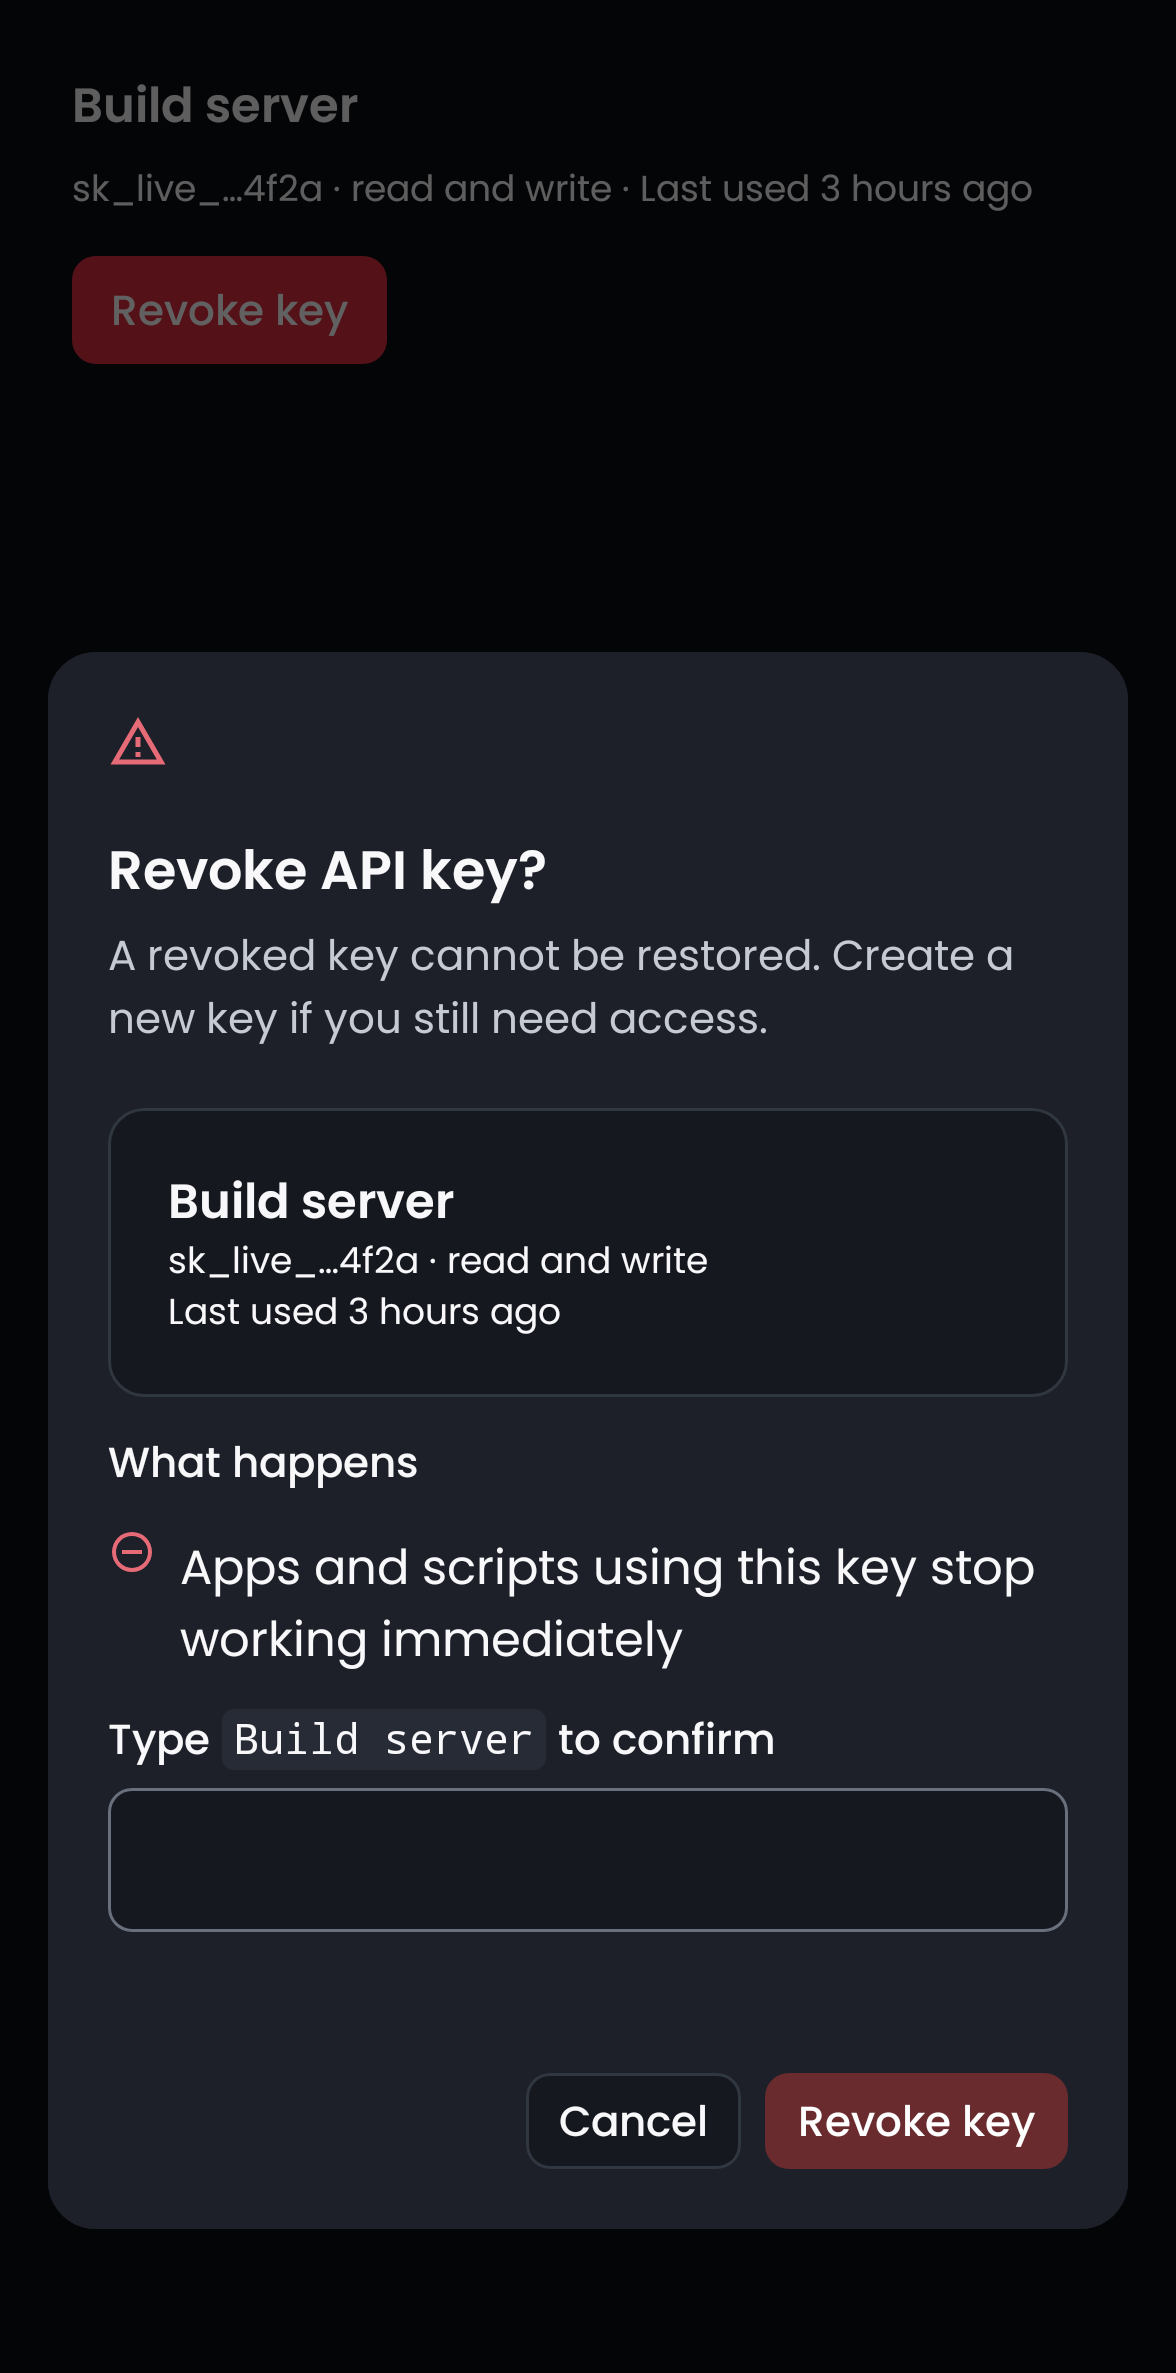 Build server
sk_live_…4f2a · read and write · Last used 3 hours ago
Revoke key
Revoke API key?
A revoked key cannot be restored. Create a
new key if you still need access.
Build server
sk_live_…4f2a · read and write
Last used 3 hours ago
What happens
Apps and scripts using this key stop
working immediately
Type Build server to confirm
Cancel Revoke key